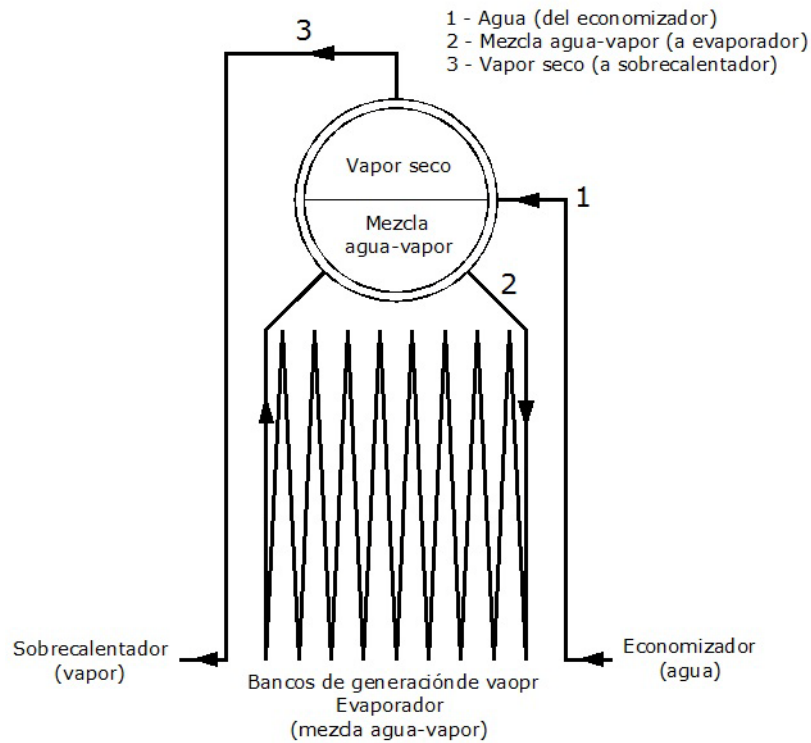 1 - Agua (del economizador)
2 - Mezcla agua-vapor (a evaporador)
3 - Vapor seco (a sobrecalentador)
3
Vapor seco
1
Mezcla
agua-vapor
2
Sobrecalentador
(vapor)
Economizador
(agua)
Bancos de generaciónde vaopr
Evaporador
(mezcla agua-vapor)